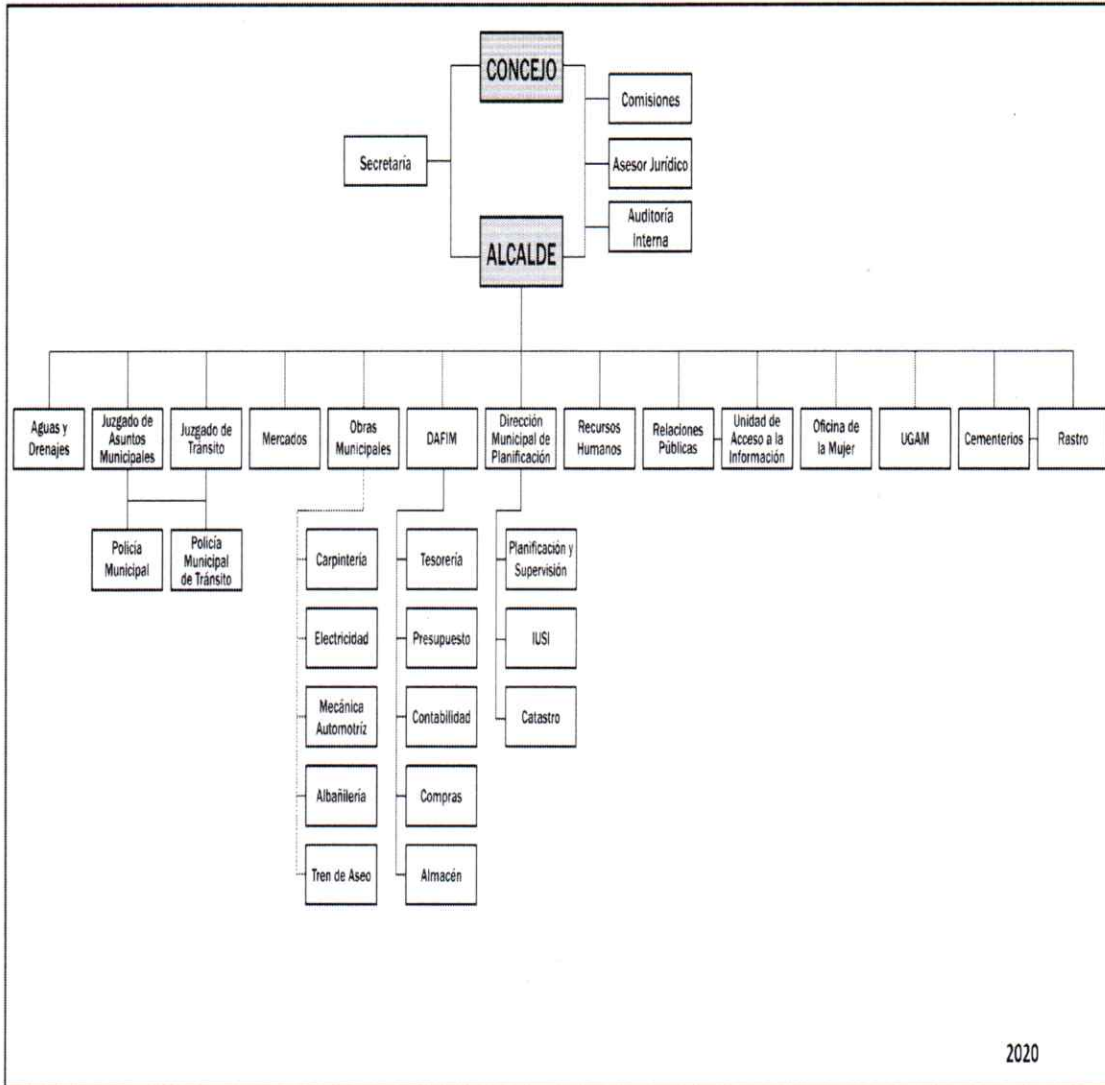 CONCEJO
Comisiones
Secretaría
Asesor Jurídico
Auditoría
Interna
ALCALDE
Aguas y
Drenajes
Juzgado de
Asuntos
Municipales
Juzgado de
Tránsito
Mercados
Obras
Municipales
DAFIM
Dirección
Municipal de
Planificación
Recursos
Humanos
Relaciones
Públicas
Unidad de
Acceso a la
Información
Oficina de
la Mujer
UGAM
Cementerios
Rastro
Policía
Municipal
Policía
Municipal
de Tránsito
Carpintería
Electricidad
Mecánica
Automotriz
Albañilería
Tren de Aseo
Tesorería
Presupuesto
Contabilidad
Compras
Almacén
Planificación y
Supervisión
IUSI
Catastro
2020